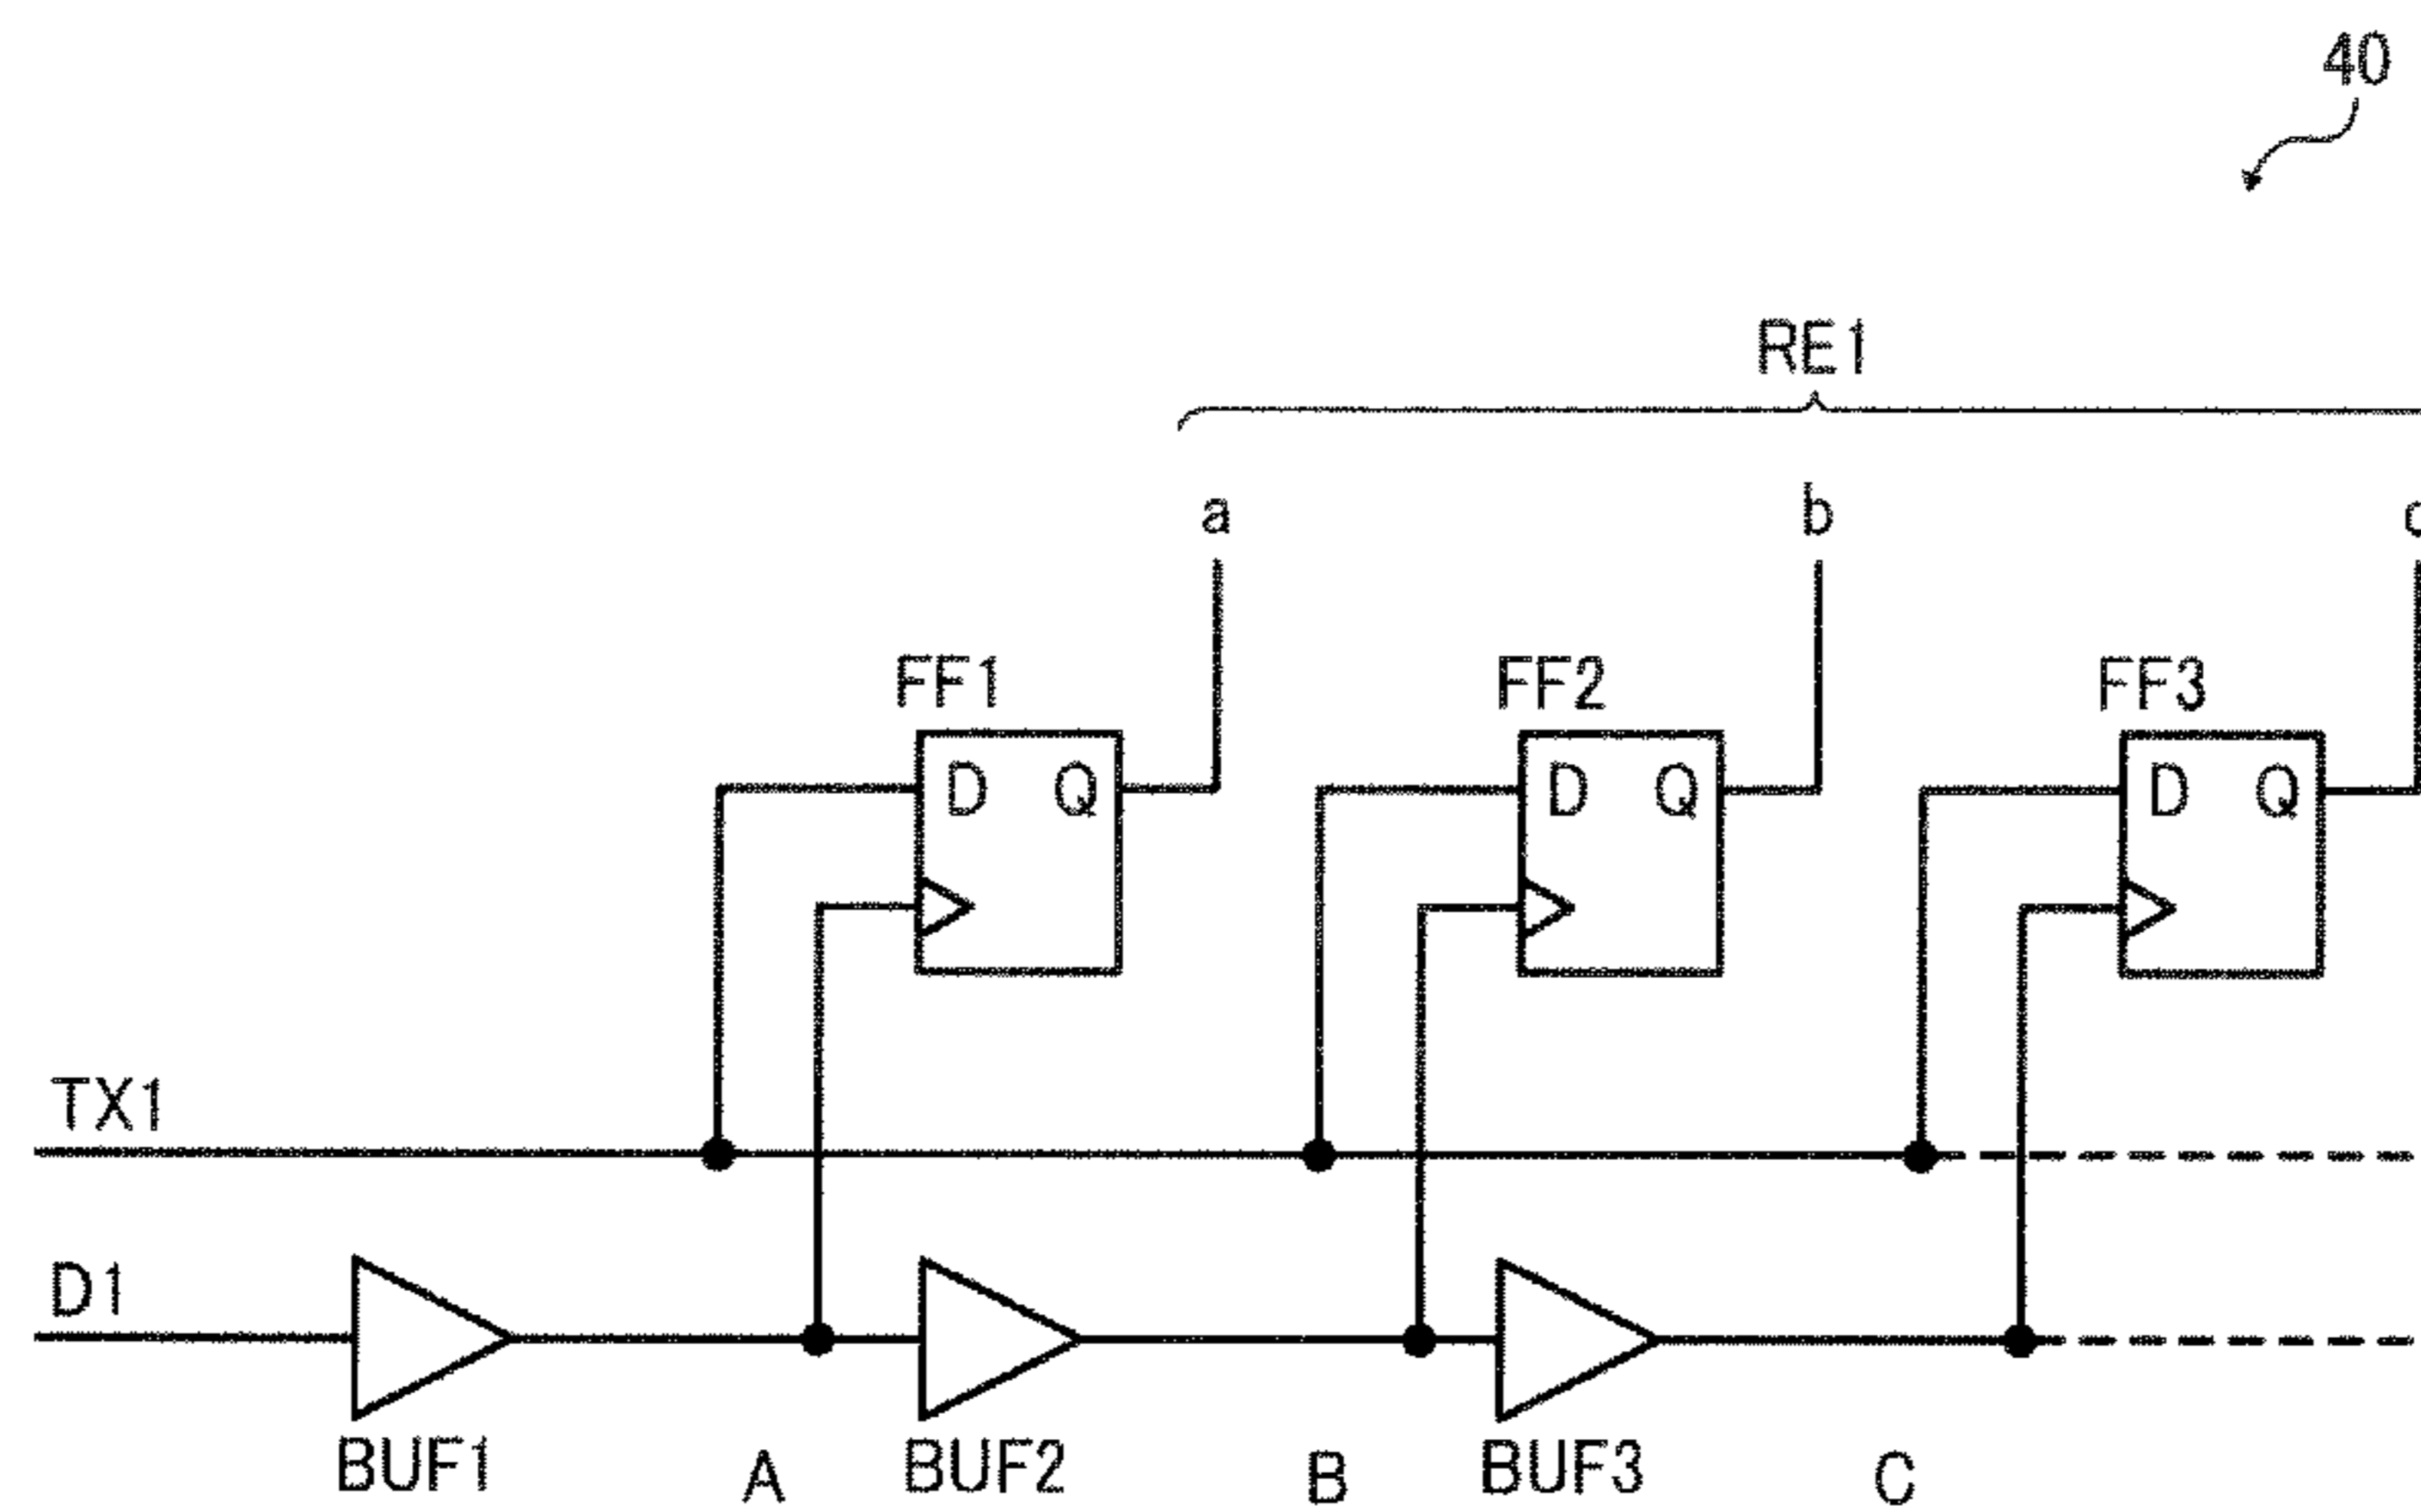 40
RE1
a b
FF1 FF2 FF3
D Q D Q D Q
TX1
D1
BUF1 A BUF2 B BUF3 C